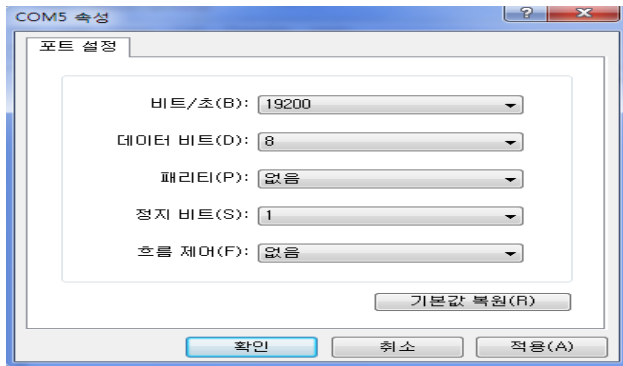 COM5 속성
포트 설정
비트/초(B): 19200
데이터 비트(D): 8
패리티(P): 없음
정지 비트(S): 1
흐름 제어(F): 없음
기본값 복원(R)
확인 취소 적용(A)